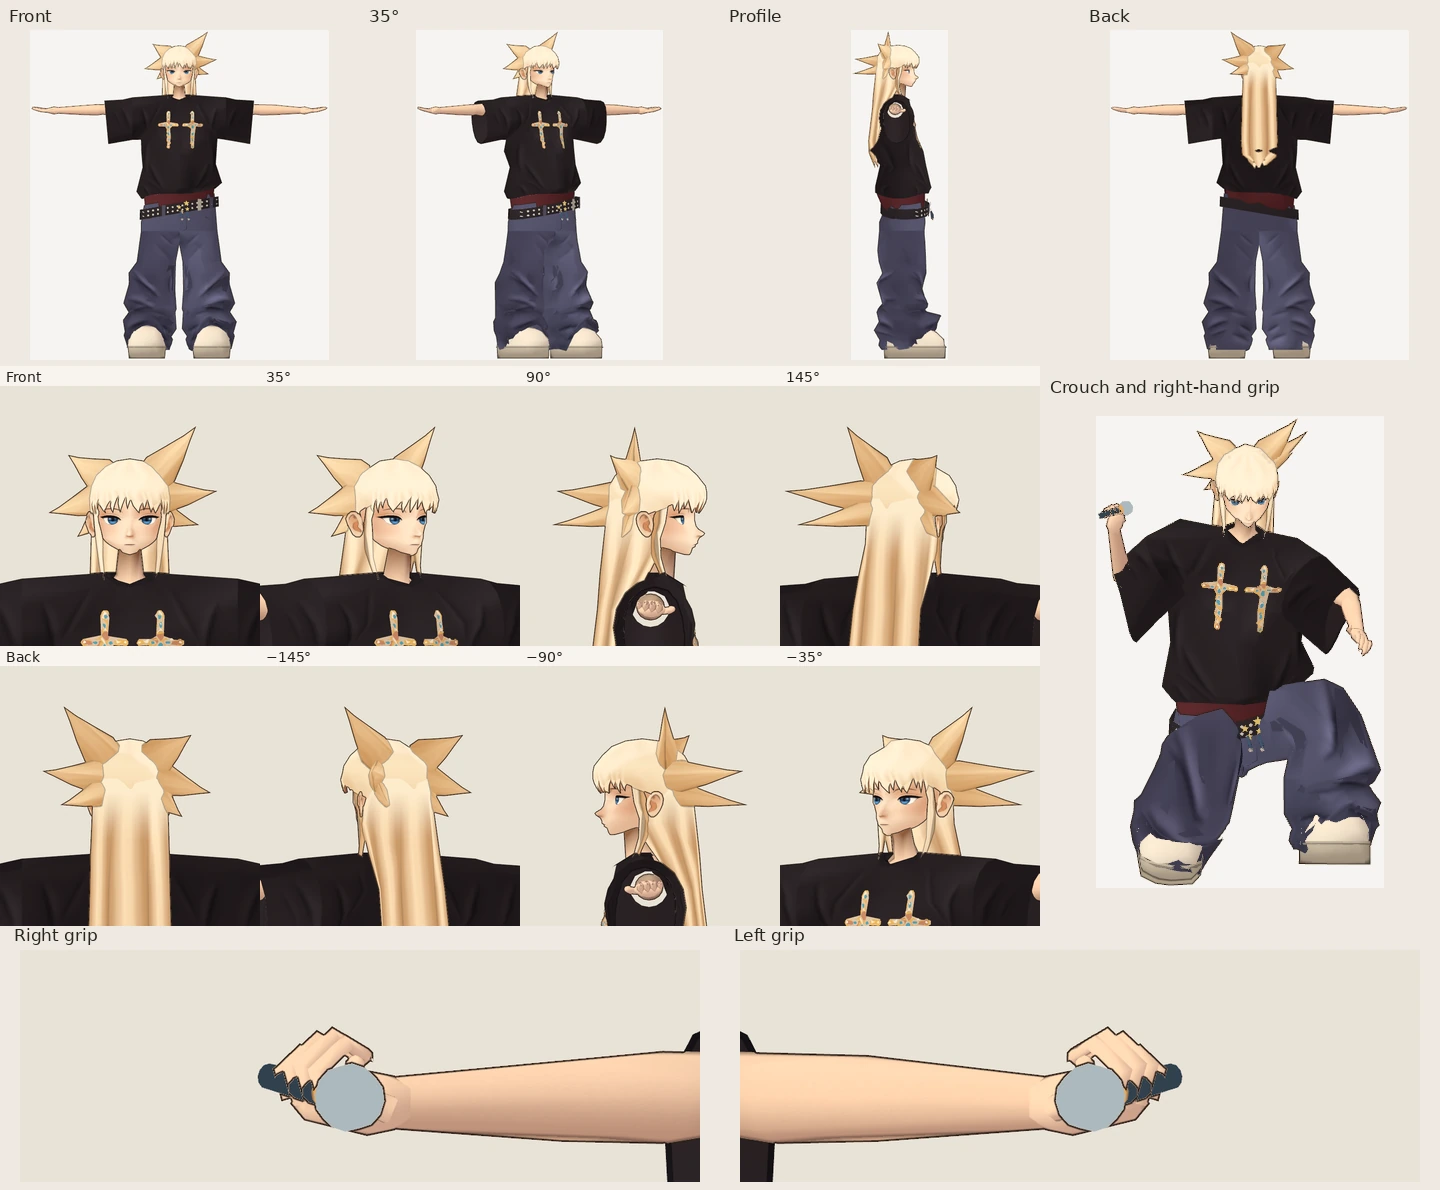 Front
35°
Profile
Back
Front
35°
90°
145°
Crouch and right-hand grip
Back
−145°
−90°
−35°
Right grip
Left grip